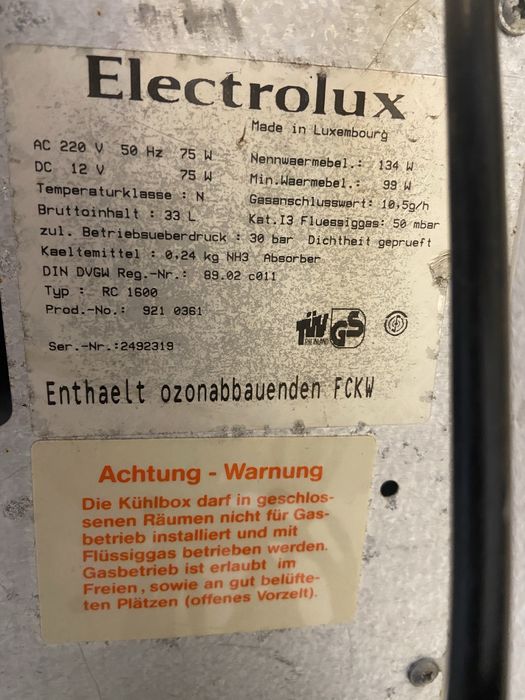 Electrolux
Made in Luxembourg
AC 220 V 50 Hz 75 W
DC 12 V 75 W
Temperaturklasse : N
Bruttoinhalt : 33 L
Nennwaermebel.: 134 W
Min.Waermebel.: 99 W
Gasanschlusswert: 10,5g/h
Kat.I3 Fluessiggas: 50 mbar
zul. Betriebsueberdruck : 30 bar Dichtheit geprueft
Kaeltemittel : 0,24 kg NH3 Absorber
DIN DVGW Reg.-Nr.: 89.02 c011
Typ : RC 1600
Prod.-No.: 921 0361
Ser.-Nr.:2492319
TÜV
RHEINLAND
GS
Enthaelt ozonabbauenden FCKW
Achtung - Warnung
Die Kühlbox darf in geschlos-
senen Räumen nicht für Gas-
betrieb installiert und mit
Flüssiggas betrieben werden.
Gasbetrieb ist erlaubt im
Freien, sowie an gut belüfte-
ten Plätzen (offenes Vorzelt).